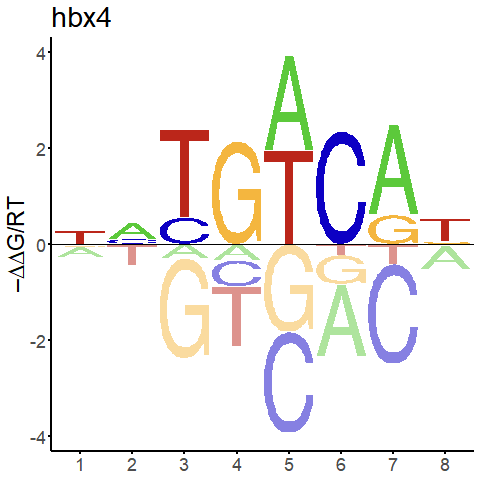 hbx4
−ΔΔG/RT
4
2
0
-2
-4
T A T G A C A T
A C T G T
A T A A G T T A
G C G G C
G T C A C
1 2 3 4 5 6 7 8